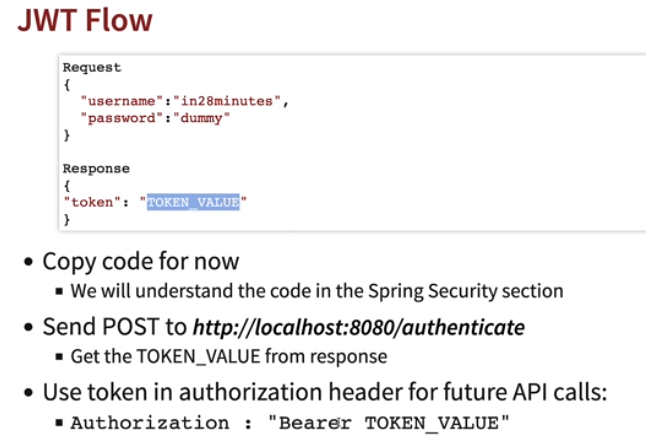 JWT Flow
Request
{
"username":"in28minutes",
"password":"dummy"
}
Response
{
"token": "TOKEN_VALUE"
}
• Copy code for now
▪ We will understand the code in the Spring Security section
• Send POST to http://localhost:8080/authenticate
▪ Get the TOKEN_VALUE from response
• Use token in authorization header for future API calls:
▪ Authorization : "Bearer TOKEN_VALUE"